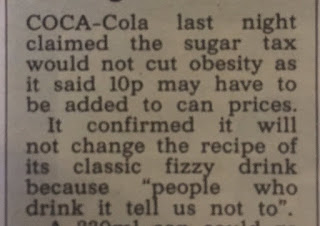 COCA-Cola last night
claimed the sugar tax
would not cut obesity as
it said 10p may have to
be added to can prices.
It confirmed it will
not change the recipe of
its classic fizzy drink
because "people who
drink it tell us not to".